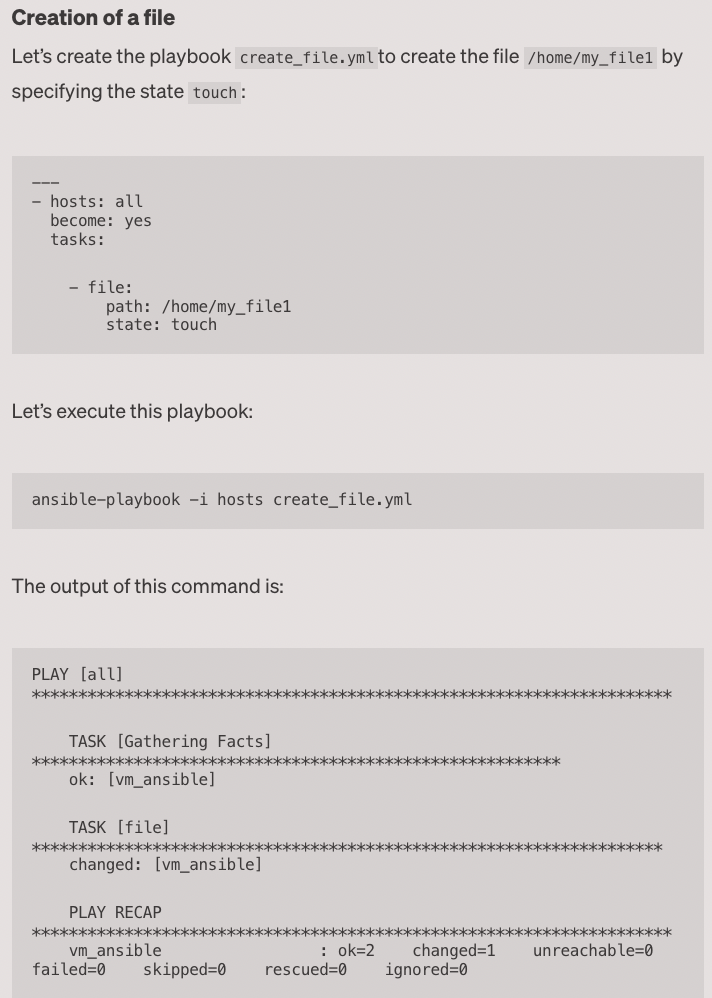 Creation of a file
Let's create the playbook create_file.yml to create the file /home/my_file1 by
specifying the state touch:
---
- hosts: all
  become: yes
  tasks:
    - file:
        path: /home/my_file1
        state: touch
Let's execute this playbook:
ansible-playbook -i hosts create_file.yml
The output of this command is:
PLAY [all]
************************************************************************
    TASK [Gathering Facts]
************************************************************
    ok: [vm_ansible]
    TASK [file]
***********************************************************************
    changed: [vm_ansible]
    PLAY RECAP
************************************************************************
    vm_ansible                 : ok=2    changed=1    unreachable=0
failed=0    skipped=0    rescued=0    ignored=0